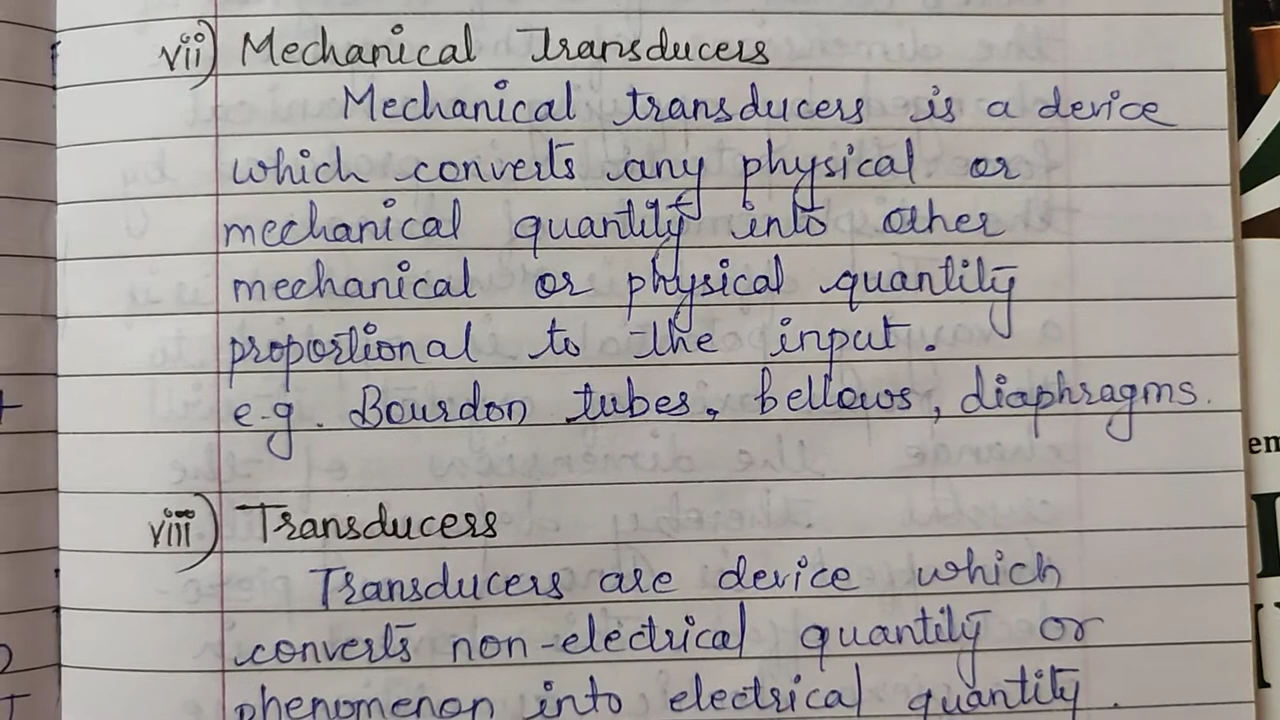 vii) Mechanical Transducers
Mechanical transducers is a device
which converts any physical or
mechanical quantity into other
mechanical or physical quantity
proportional to the input.
e.g. Bourdon tubes, bellows, diaphragms.
viii) Transducers
Transducers are device which
converts non-electrical quantity or
phenomenon into electrical quantity.
em